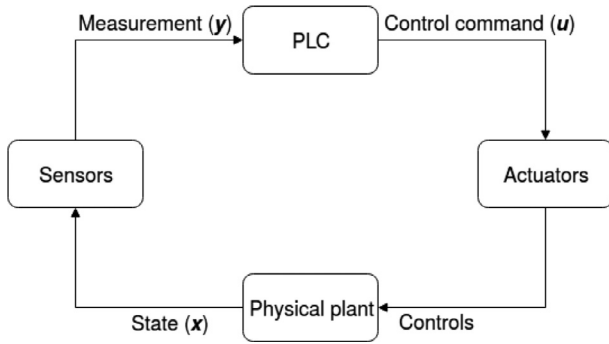 Measurement (y)
PLC
Control command (u)
Sensors
Actuators
State (x)
Physical plant
Controls